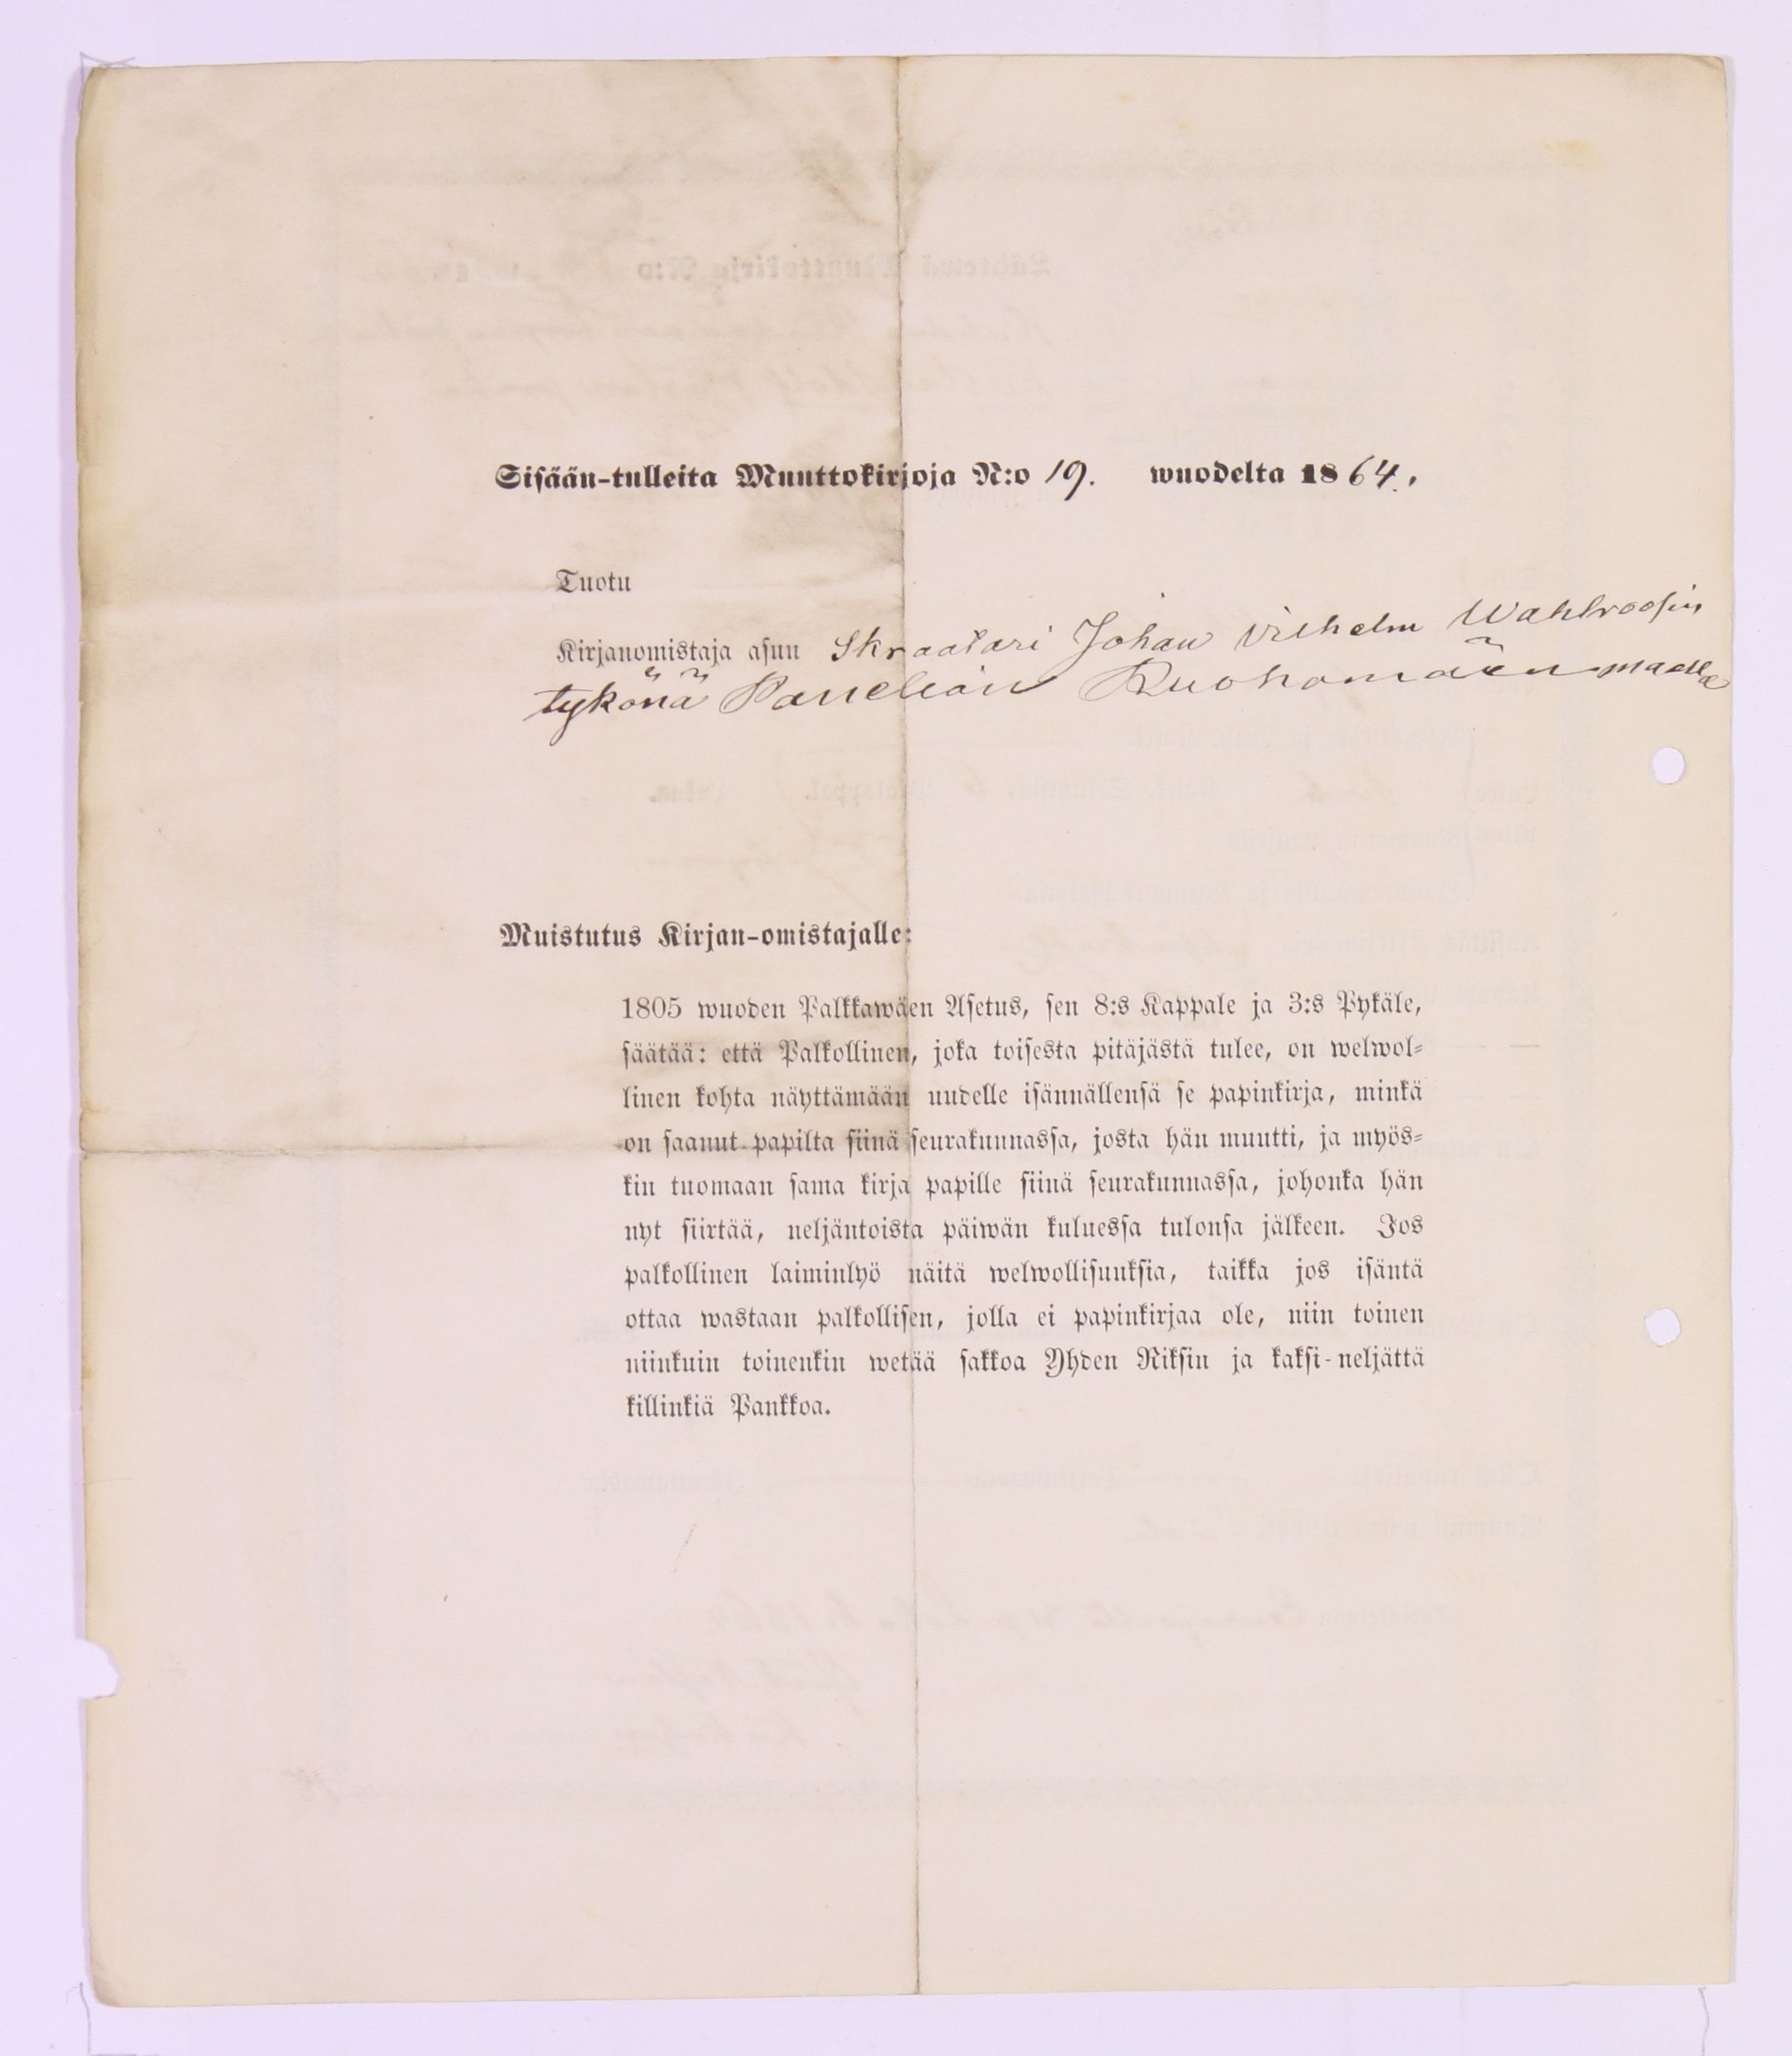 Sisään-tulleita Muuttokirjoja N:o 19. wuodelta 1864.
Tuotu
Kirjanomistaja asuu Skraatari Johan Vilhelm Wahlroosin
tykönä Panelian Ruohomäen maalla
Muistutus Kirjan-omistajalle:
1805 wuoden Palkkawäen Asetus, sen 8:s Kappale ja 3:s Pykäle,
säätää: että Palkollinen, joka toisesta pitäjästä tulee, on welwol-
linen kohta näyttämään uudelle isännällensä se papinkirja, minkä
on saanut papilta siinä seurakunnassa, josta hän muutti, ja myös-
kin tuomaan sama kirja papille siinä seurakunnassa, johonka hän
nyt siirtää, neljäntoista päiwän kuluessa tulonsa jälkeen. Jos
palkollinen laiminlyö näitä welwollisuuksia, taikka jos isäntä
ottaa wastaan palkollisen, jolla ei papinkirjaa ole, niin toinen
niinkuin toinenkin wetää sakkoa Yhden Riksin ja kaksi-neljättä
killinkiä Pankkoa.